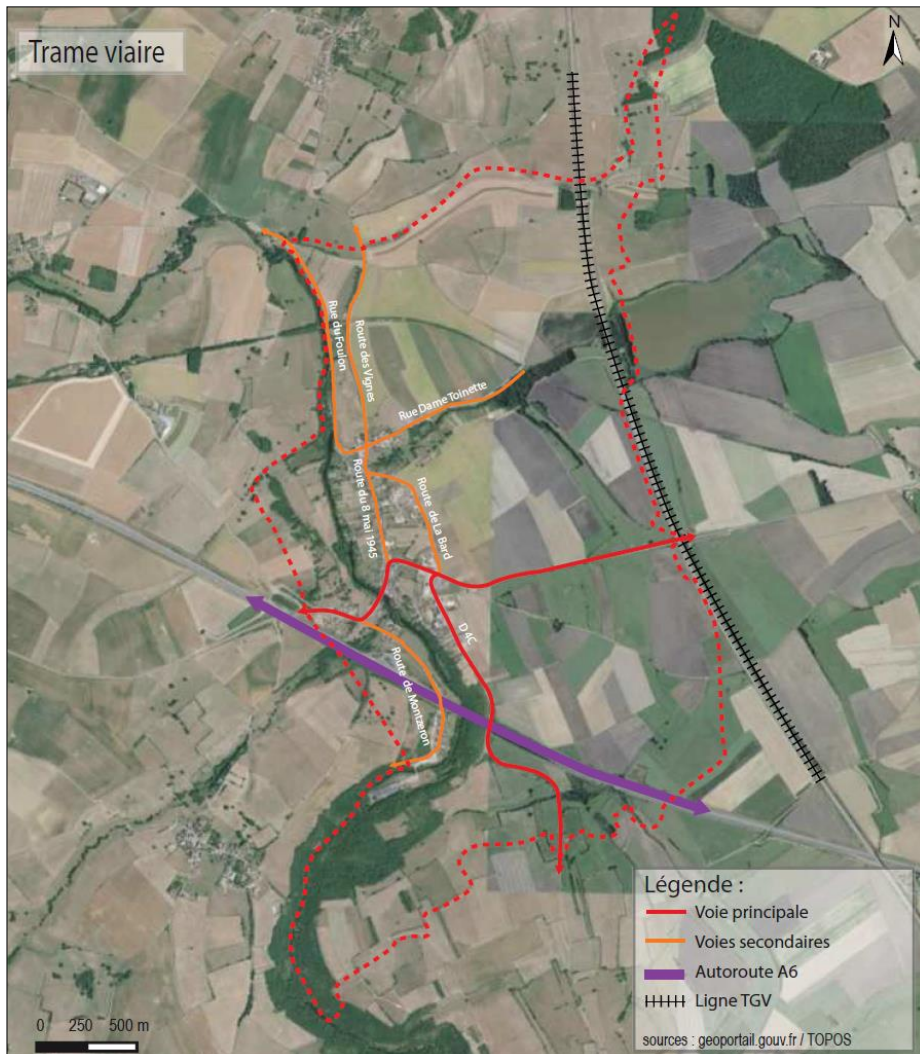 Trame viaire
N
Rue du Foulon
Route des Vignes
Rue Dame Toinette
Route du 8 mai 1945
Route de La Bard
D 4C
Route de Montzeron
Légende :
Voie principale
Voies secondaires
Autoroute A6
Ligne TGV
0 250 500 m
sources : geoportail.gouv.fr / TOPOS